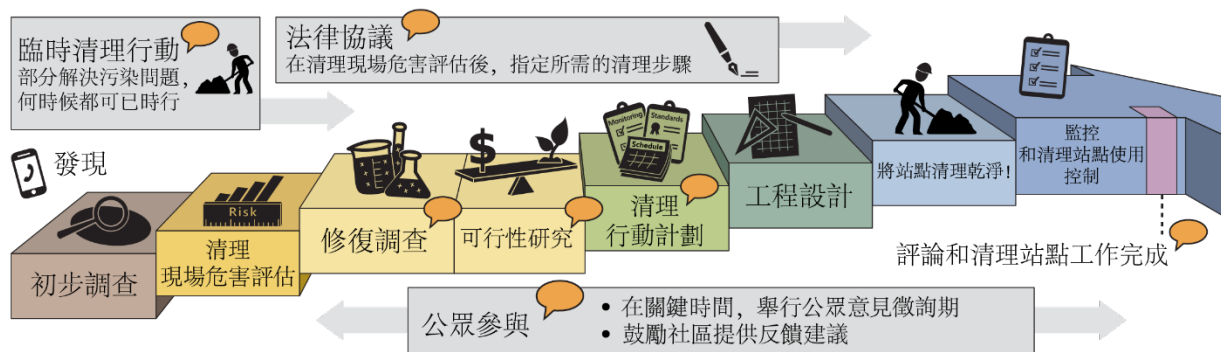 臨時清理行動
部分解決污染問題，
何時候都可已時行
法律協議
在清理現場危害評估後，指定所需的清理步驟
發現
初步調查
Risk
清理
現場危害評估
修復調查
$
可行性研究
Monitoring
Standards
Schedule
清理
行動計劃
工程設計
將站點清理乾淨！
監控
和清理站點使用
控制
評論和清理站點工作完成
公眾參與
• 在關鍵時間，舉行公眾意見徵詢期
• 鼓勵社區提供反饋建議